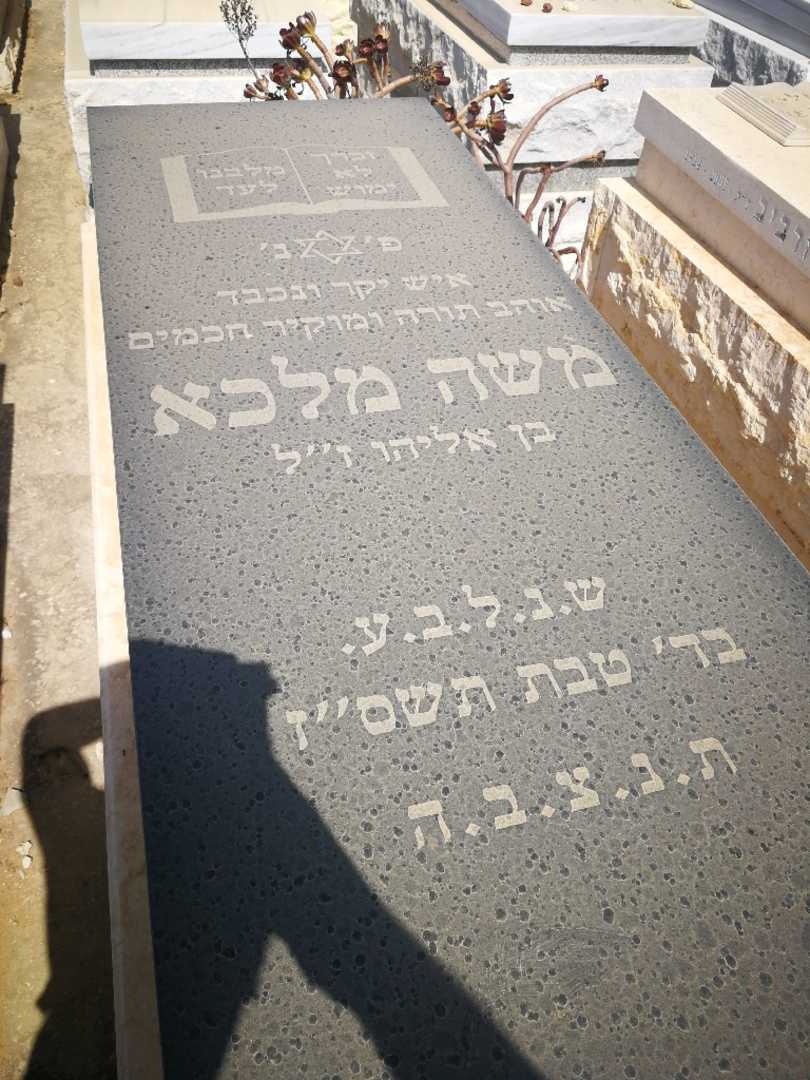 זכרך
לא
ימוש
מלבנו
לעד
פ' ב'
איש יקר ונכבד
אוהב תורה ומוקיר חכמים
משה מלכא
בן אליהו ז"ל
ש.נ.ל.ב.ע.
בד' טבת תשס"ז
ת.נ.צ.ב.ה